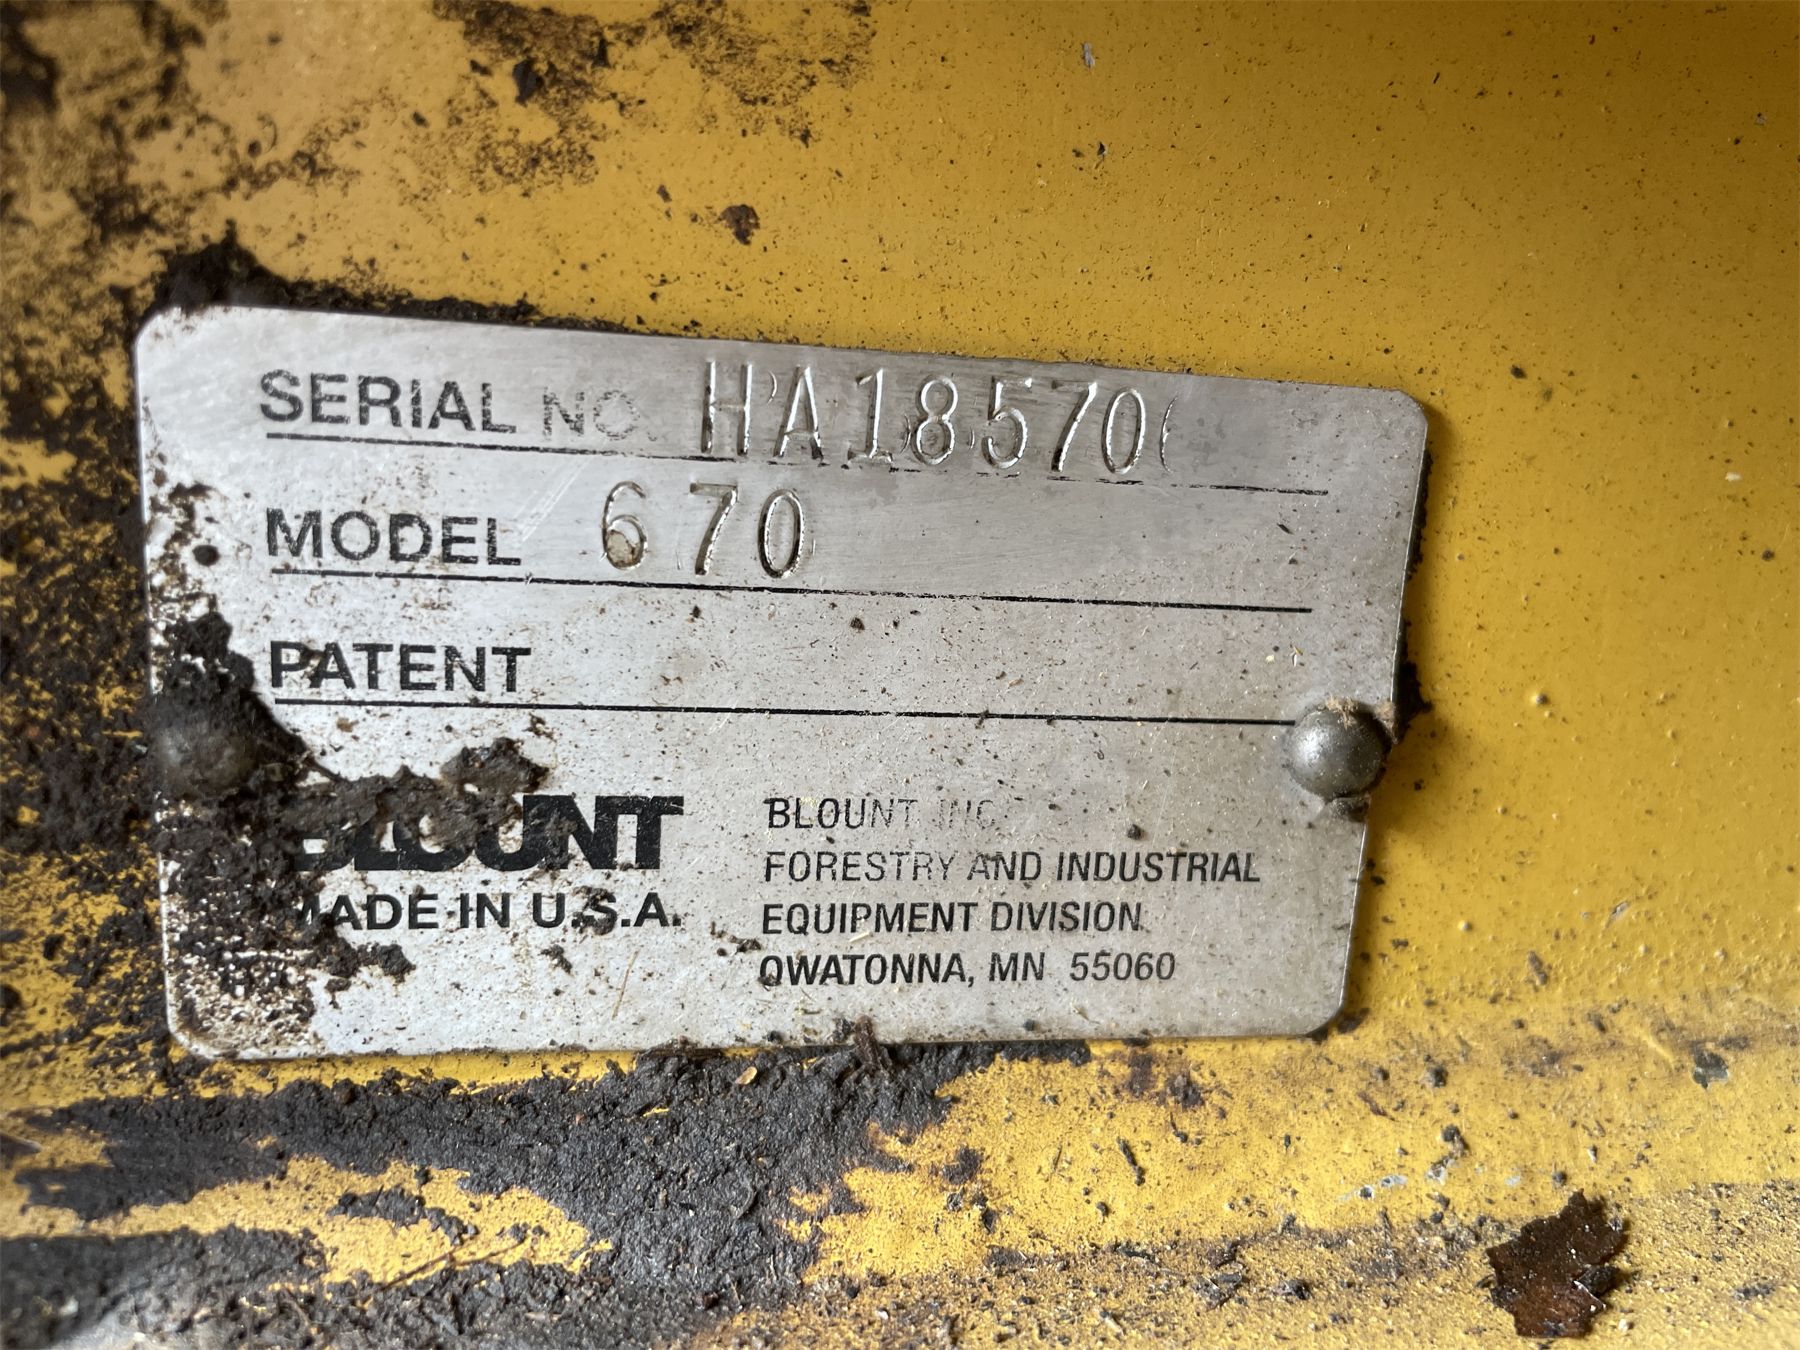 SERIAL NO. HA18570
MODEL 670
PATENT
BLOUNT
MADE IN U.S.A.
BLOUNT INC
FORESTRY AND INDUSTRIAL
EQUIPMENT DIVISION
OWATONNA, MN 55060